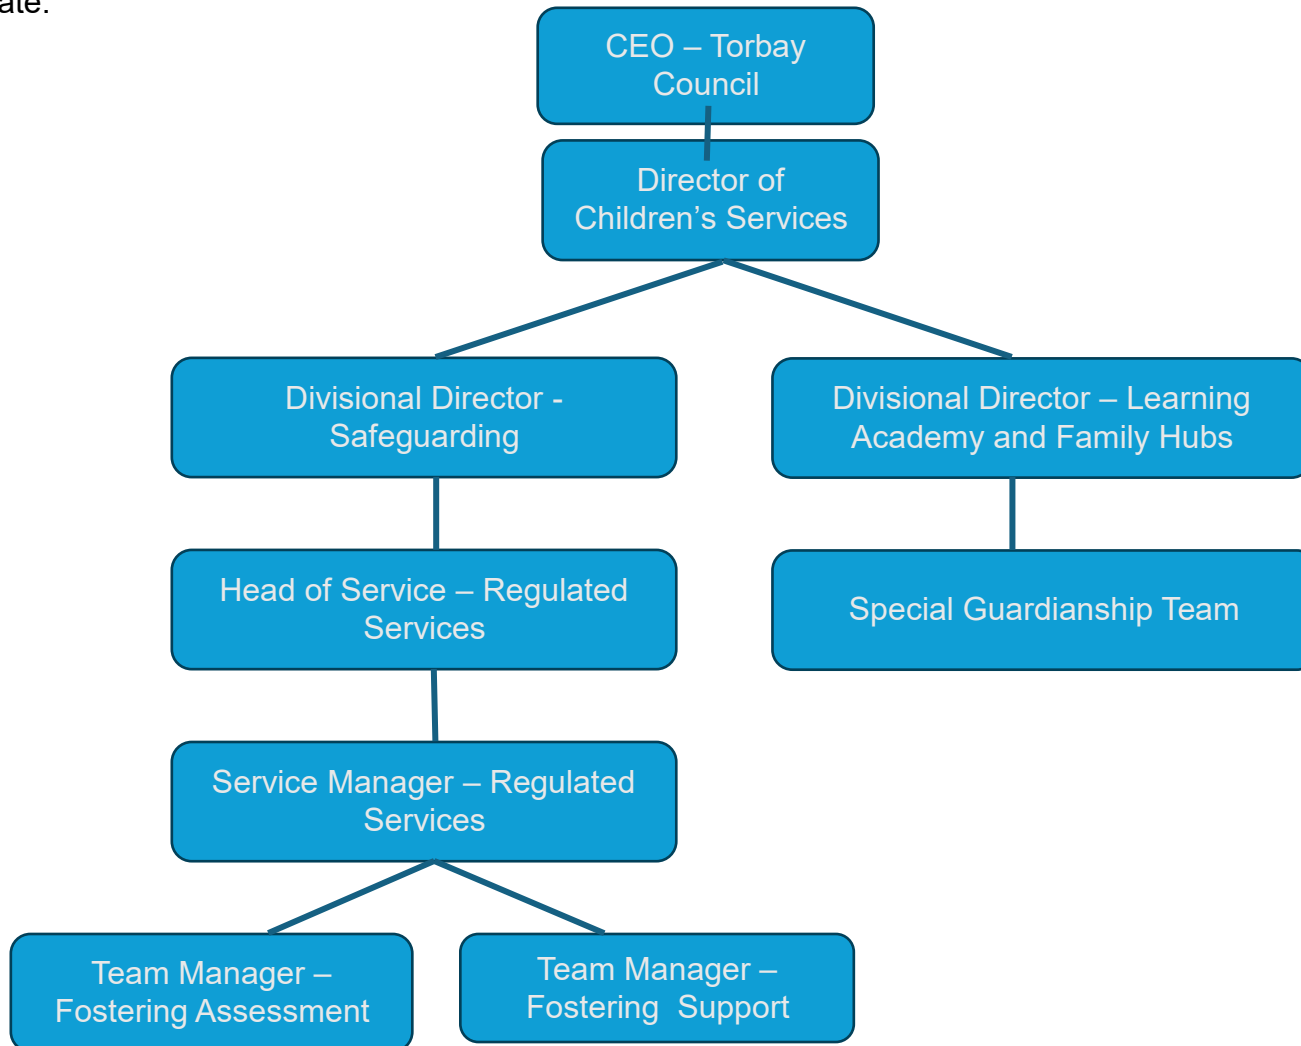 ate:
CEO – Torbay
Council
Director of
Children’s Services
Divisional Director -
Safeguarding
Divisional Director – Learning
Academy and Family Hubs
Head of Service – Regulated
Services
Special Guardianship Team
Service Manager – Regulated
Services
Team Manager –
Fostering Assessment
Team Manager –
Fostering  Support